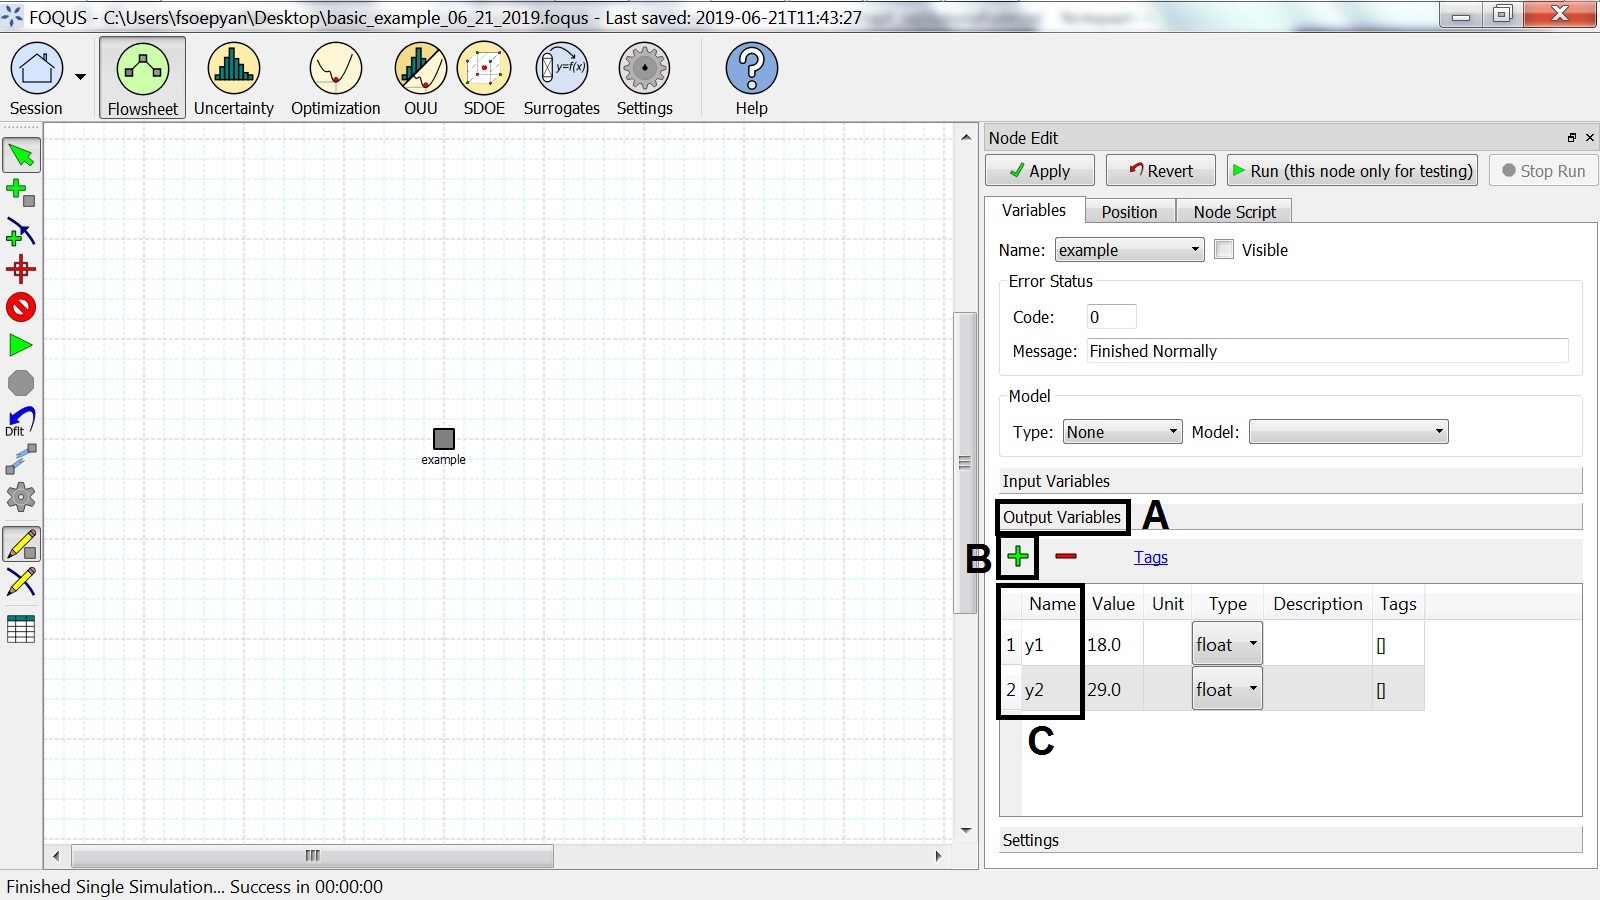 FOQUS - C:\Users\fsoepyan\Desktop\basic_example_06_21_2019.foqus - Last saved: 2019-06-21T11:43:27
Session Flowsheet Uncertainty Optimization OUU SDOE y=f(x) Surrogates Settings Help
Node Edit
Apply Revert Run (this node only for testing) Stop Run
Variables Position Node Script
Name: example Visible
Error Status
Code: 0
Message: Finished Normally
Model
Type: None Model:
Dflt
example
Input Variables
Output Variables A
B Tags
Name Value Unit Type Description Tags
1 y1 18.0 float []
2 y2 29.0 float []
C
Settings
Finished Single Simulation... Success in 00:00:00